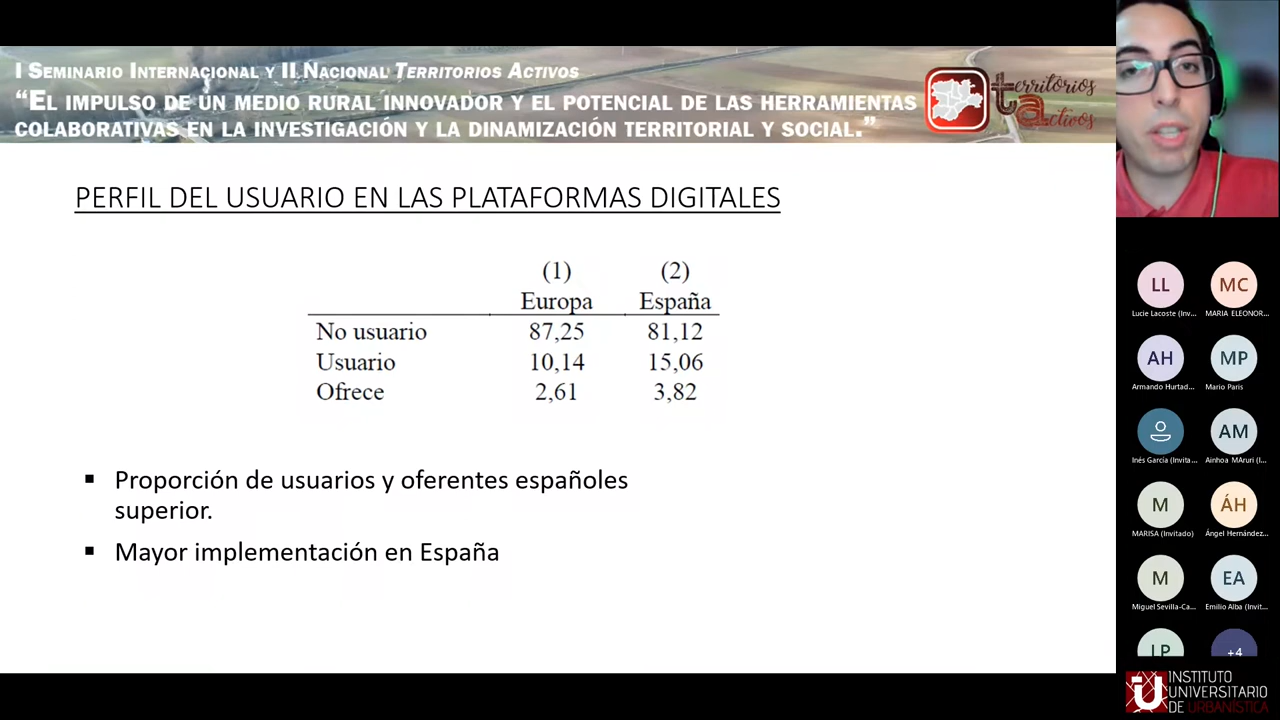 I Seminario Internacional y II Nacional Territorios Activos
“El impulso de un medio rural innovador y el potencial de las herramientas
colaborativas en la investigación y la dinamización territorial y social.”
territorios
activos
ta
PERFIL DEL USUARIO EN LAS PLATAFORMAS DIGITALES
(1) (2)
Europa España
No usuario 87,25 81,12
Usuario 10,14 15,06
Ofrece 2,61 3,82
▪ Proporción de usuarios y oferentes españoles
superior.
▪ Mayor implementación en España
LL MC
Lucie Lacoste (Inv... MARIA ELEONOR...
AH MP
Armando Hurtad... Mario Paris
AM
Inés García (Invita... Ainhoa MAruri (I...
M ÁH
MARISA (Invitado) Ángel Hernández...
M EA
Miguel Sevilla-Ca... Emilio Alba (Invit...
LP +4
iU
INSTITUTO
UNIVERSITARIO
DE URBANÍSTICA